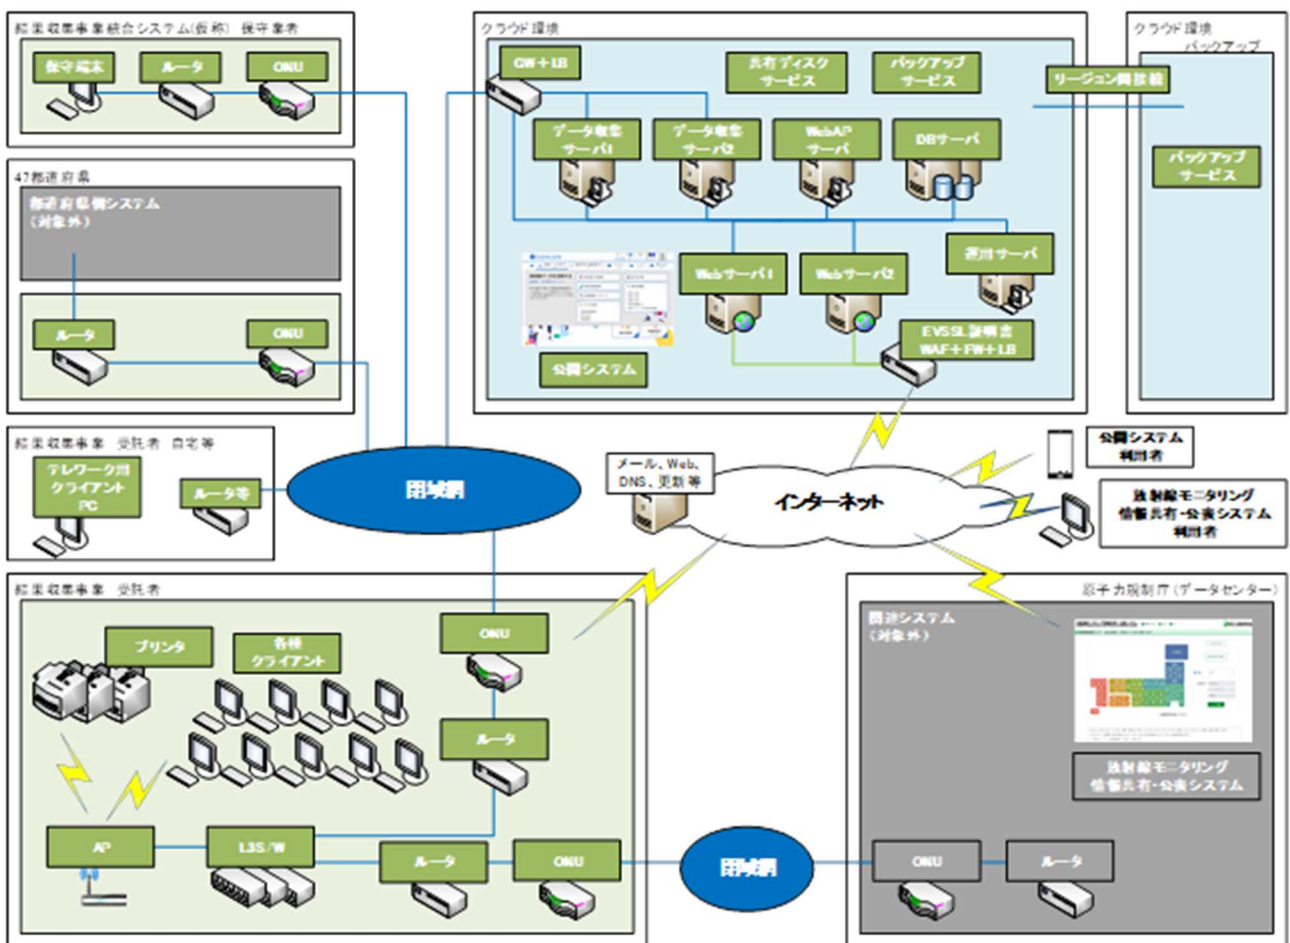 結果収集事業統合システム(仮称) 保守業者
保守端末
ルータ
ONU
47都道府県
都道府県側システム
(対象外)
ルータ
ONU
結果収集事業 受託者 自宅等
テレワーク用
クライアント
PC
ルータ等
閉域網
クラウド環境
GW+LB
共有ディスク
サービス
バックアップ
サービス
データ収集
サーバ1
データ収集
サーバ2
WebAP
サーバ
DBサーバ
Webサーバ1
Webサーバ2
運用サーバ
公開システム
EVSSL証明書
WAF+FW+LB
リージョン間接続
クラウド環境
バックアップ
バックアップ
サービス
メール、Web、
DNS、更新等
インターネット
公開システム
利用者
放射線モニタリング
情報共有・公表システム
利用者
結果収集事業 受託者
プリンタ
各種
クライアント
ONU
ルータ
AP
L3S/W
ルータ
ONU
閉域網
原子力規制庁(データセンター)
関連システム
(対象外)
放射線モニタリング
情報共有・公表システム
ONU
ルータ